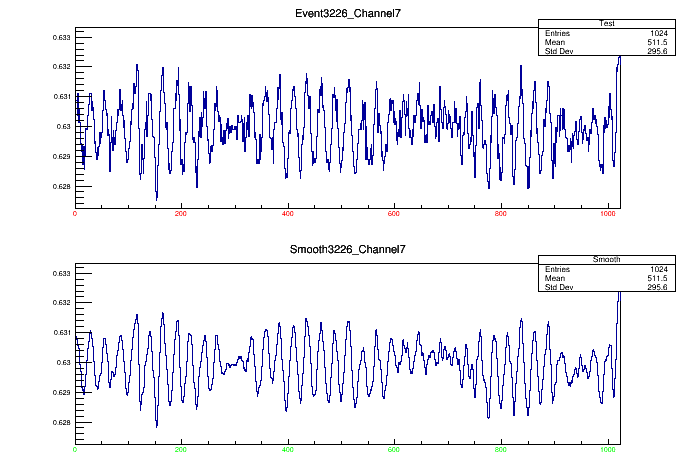 Event3226_Channel7
Test
Entries 1024
Mean 511.5
Std Dev 295.6
0.633
0.632
0.631
0.63
0.629
0.628
0 200 400 600 800 1000
Smooth3226_Channel7
Smooth
Entries 1024
Mean 511.5
Std Dev 295.6
0.633
0.632
0.631
0.63
0.629
0.628
0 200 400 600 800 1000